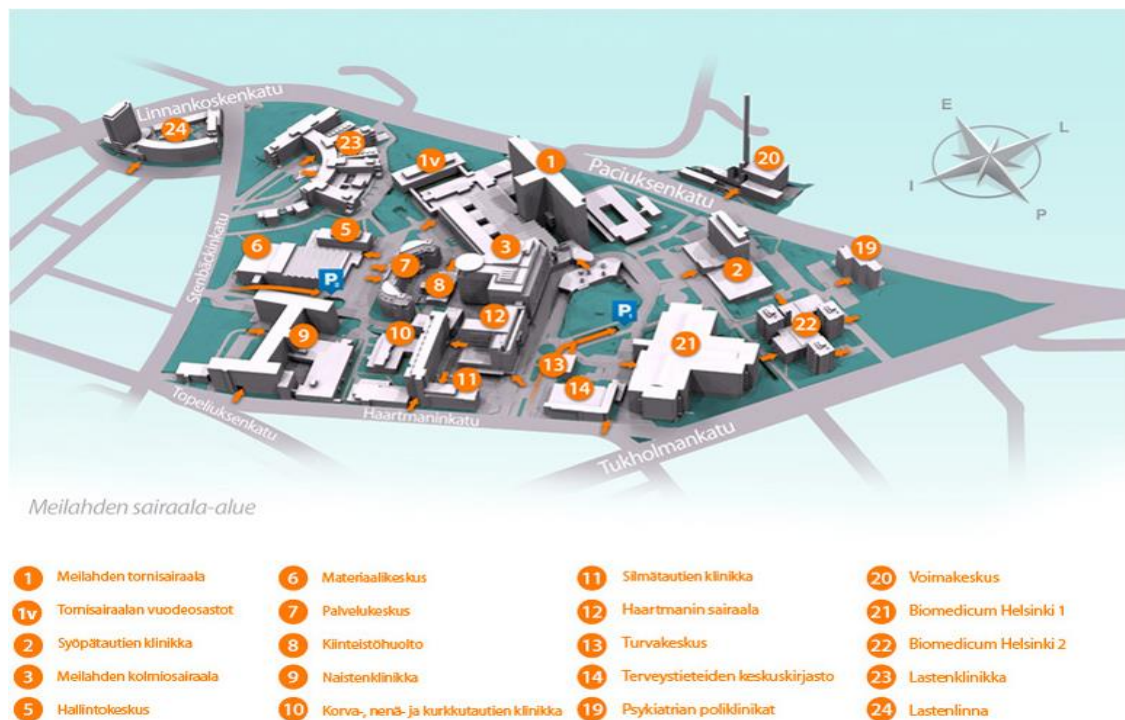 Linnankoskenkatu
24
23
1v
1
Paciuksenkatu
20
E
L
I
P
Stenbäckinkatu
6
5
7
3
8
P
2
19
12
P
22
9
10
21
13
11
14
Topeliuksenkatu
Haartmaninkatu
Tukholmankatu
Meilahden sairaala-alue
1 Meilahden tornisairaala
1v Tornisairaalan vuodeosastot
2 Syöpätautien klinikka
3 Meilahden kolmiosairaala
5 Hallintokeskus
6 Materiaalikeskus
7 Palvelukeskus
8 Kiinteistöhuolto
9 Naistenklinikka
10 Korva-, nenä- ja kurkkutautien klinikka
11 Silmätautien klinikka
12 Haartmanin sairaala
13 Turvakeskus
14 Terveystieteiden keskuskirjasto
19 Psykiatrian poliklinikat
20 Voimakeskus
21 Biomedicum Helsinki 1
22 Biomedicum Helsinki 2
23 Lastenklinikka
24 Lastenlinna